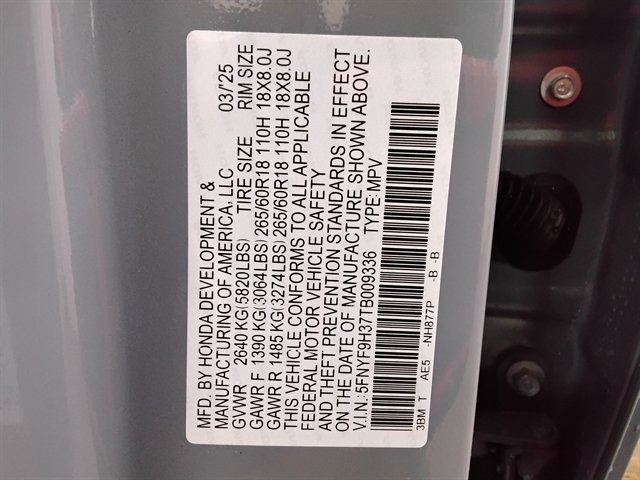 MFD. BY HONDA DEVELOPMENT &
MANUFACTURING OF AMERICA, LLC 03/'25
GVWR 2640 KG(5820LBS) TIRE SIZE RIM SIZE
GAWR F 1390 KG(3064LBS) 265/60R18 110H 18X8.0J
GAWR R 1485 KG(3274LBS) 265/60R18 110H 18X8.0J
THIS VEHICLE CONFORMS TO ALL APPLICABLE
FEDERAL MOTOR VEHICLE SAFETY
AND THEFT PREVENTION STANDARDS IN EFFECT
ON THE DATE OF MANUFACTURE SHOWN ABOVE.
V.I.N.:5FNYF9H37TB009336 TYPE:MPV
3BM T AE5 -NH877P -B -B